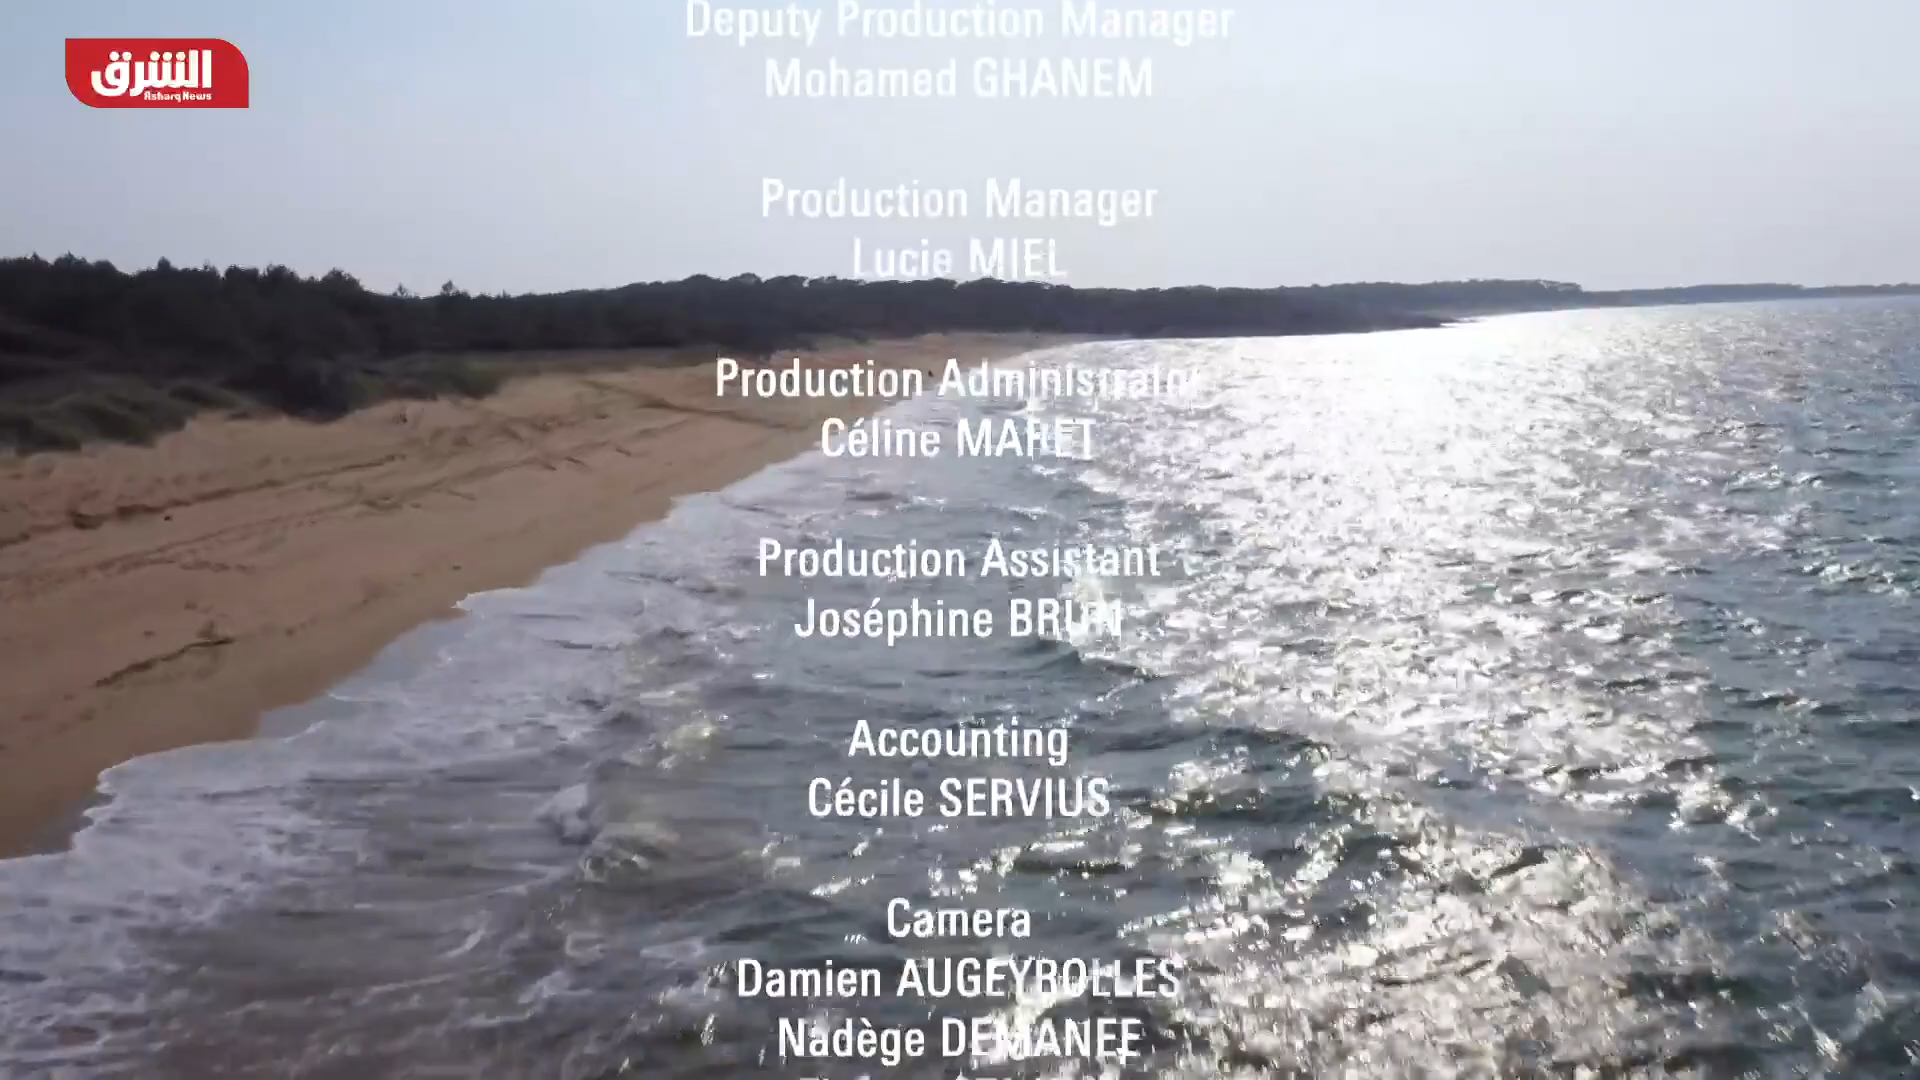 الشرق
Asharq News
Deputy Production Manager
Mohamed GHANEM
Production Manager
Lucie MIEL
Production Administrator
Céline MAHET
Production Assistant
Joséphine BRUN
Accounting
Cécile SERVIUS
Camera
Damien AUGEYROLLES
Nadège DEMANEE